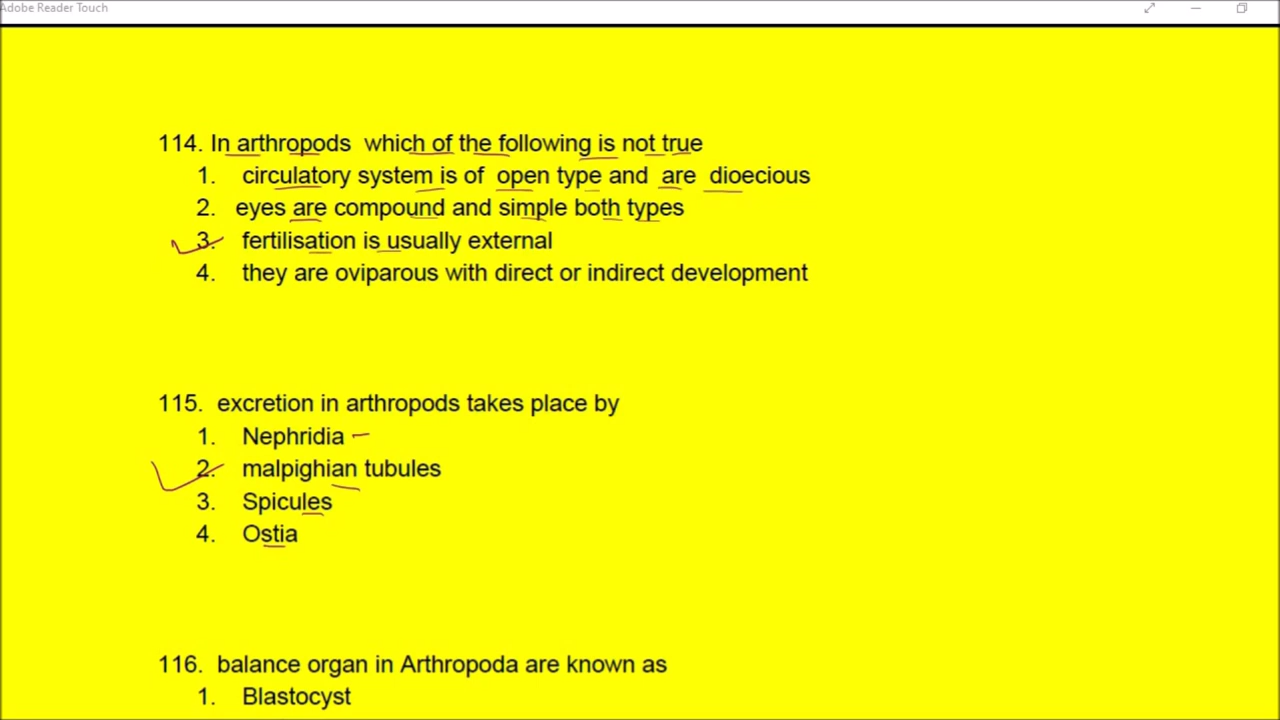 Adobe Reader Touch
114. In arthropods which of the following is not true
1. circulatory system is of open type and are dioecious
2. eyes are compound and simple both types
3. fertilisation is usually external
4. they are oviparous with direct or indirect development
115. excretion in arthropods takes place by
1. Nephridia
2. malpighian tubules
3. Spicules
4. Ostia
116. balance organ in Arthropoda are known as
1. Blastocyst